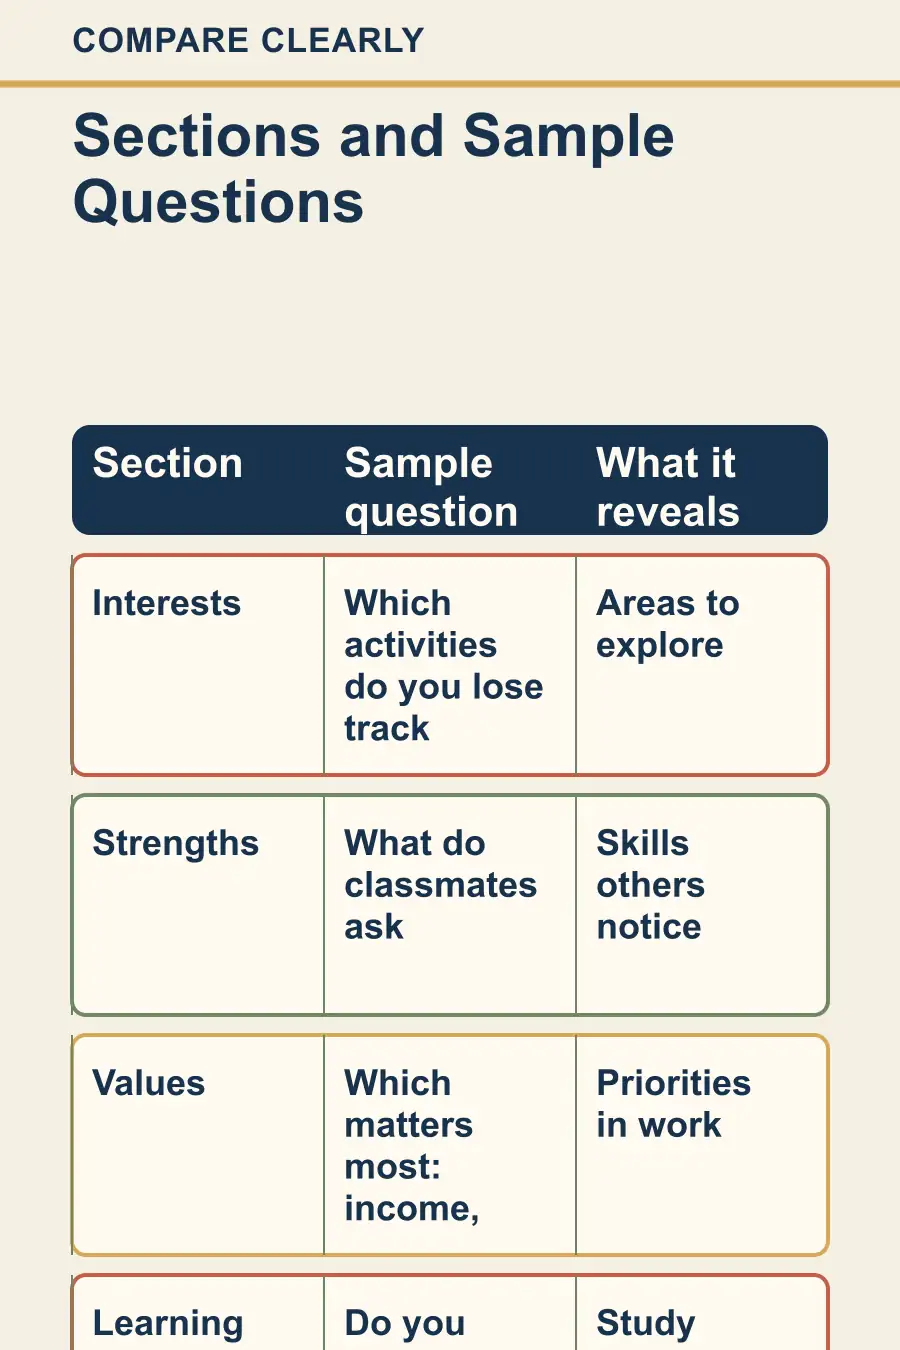 COMPARE CLEARLY
Sections and Sample
Questions
Section
Sample
question
What it
reveals
Interests
Which
activities
do you lose
track
Areas to
explore
Strengths
What do
classmates
ask
Skills
others
notice
Values
Which
matters
most:
income,
Priorities
in work
Learning
Do you
Study